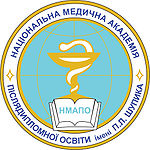 НАЦІОНАЛЬНА МЕДИЧНА АКАДЕМІЯ
НМАПО
ПІСЛЯДИПЛОМНОЇ ОСВІТИ імені П.Л. ШУПИКА